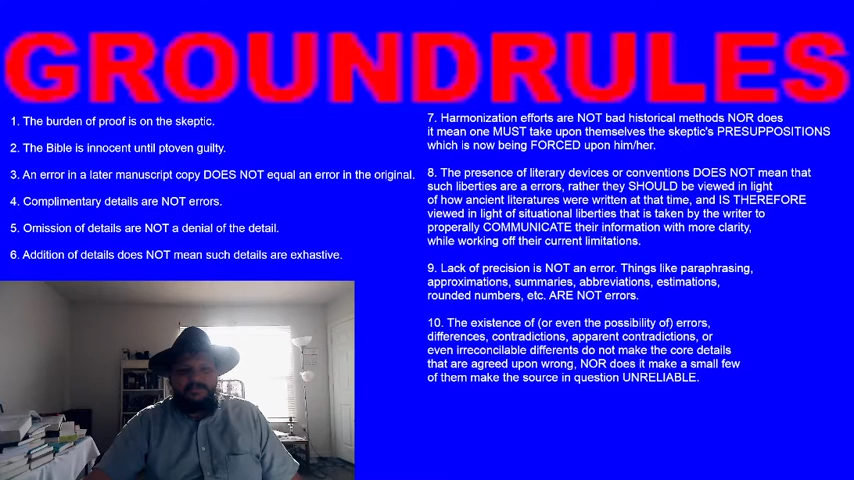 GROUNDRULES
1. The burden of proof is on the skeptic.
2. The Bible is innocent until ptoven guilty.
3. An error in a later manuscript copy DOES NOT equal an error in the original.
4. Complimentary details are NOT errors.
5. Omission of details are NOT a denial of the detail.
6. Addition of details does NOT mean such details are exhastive.
7. Harmonization efforts are NOT bad historical methods NOR does
it mean one MUST take upon themselves the skeptic's PRESUPPOSITIONS
which is now being FORCED upon him/her.
8. The presence of literary devices or conventions DOES NOT mean that
such liberties are a errors, rather they SHOULD be viewed in light
of how ancient literatures were written at that time, and IS THEREFORE
viewed in light of situational liberties that is taken by the writer to
properally COMMUNICATE their information with more clarity,
while working off their current limitations.
9. Lack of precision is NOT an error. Things like paraphrasing,
approximations, summaries, abbreviations, estimations,
rounded numbers, etc. ARE NOT errors.
10. The existence of (or even the possibility of) errors,
differences, contradictions, apparent contradictions, or
even irreconcilable differents do not make the core details
that are agreed upon wrong, NOR does it make a small few
of them make the source in question UNRELIABLE.